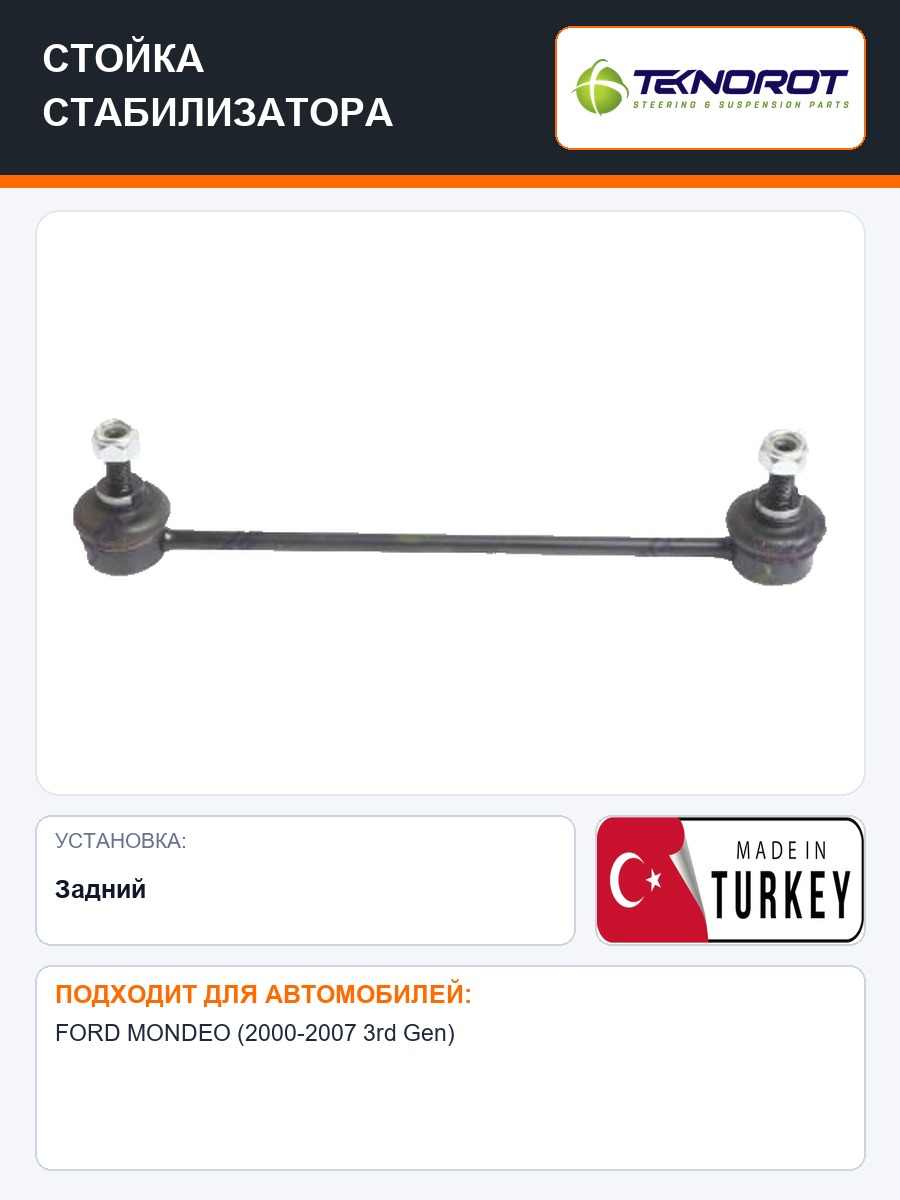 СТОЙКА
СТАБИЛИЗАТОРА
TEKNOROT
STEERING & SUSPENSION PARTS
УСТАНОВКА:
Задний
MADE IN
TURKEY
ПОДХОДИТ ДЛЯ АВТОМОБИЛЕЙ:
FORD MONDEO (2000-2007 3rd Gen)